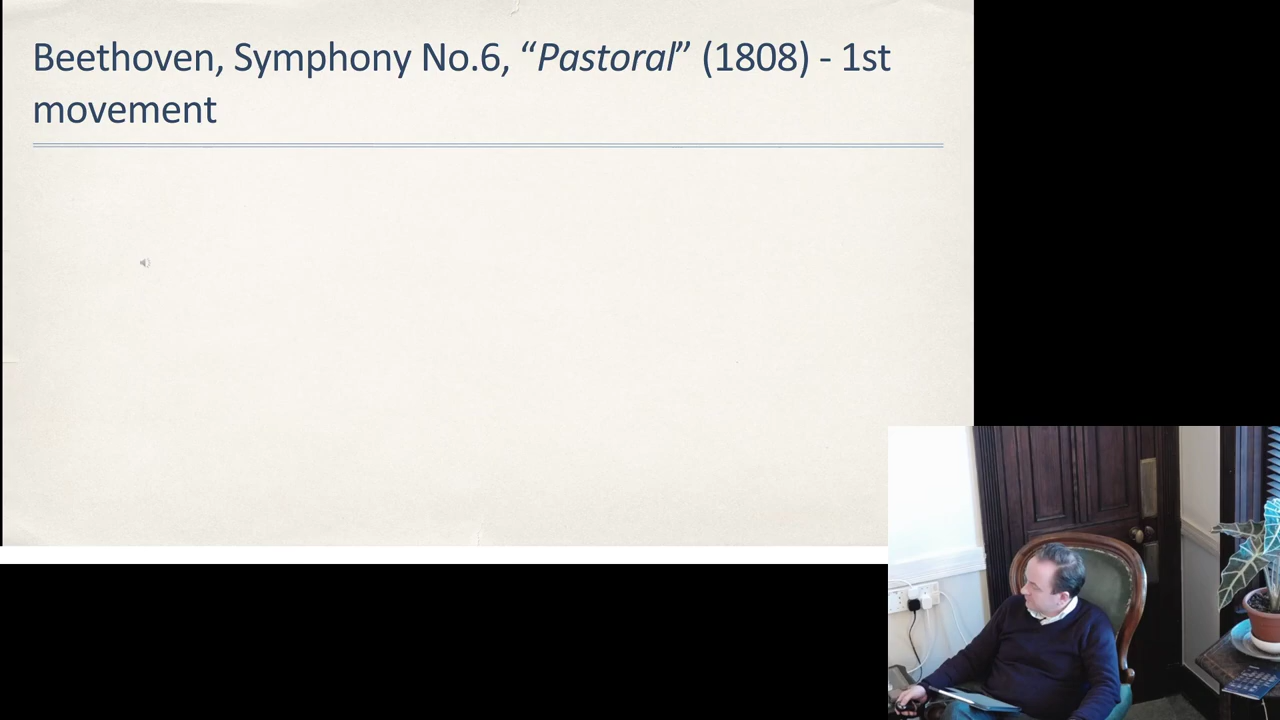 Beethoven, Symphony No.6, “Pastoral” (1808) - 1st
movement